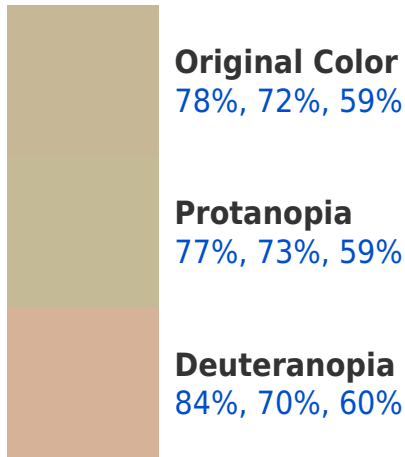 Original Color
78%, 72%, 59%
Protanopia
77%, 73%, 59%
Deuteranopia
84%, 70%, 60%